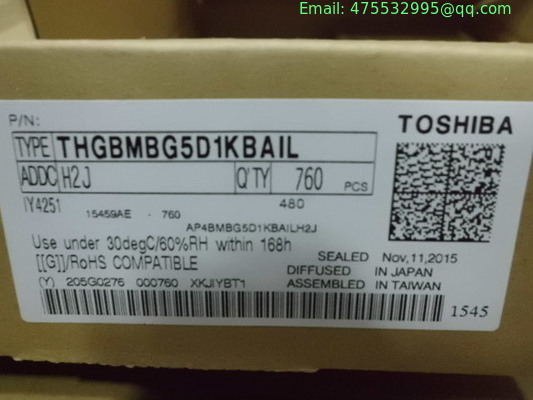 Email: 475532995@qq.com
P/N:
TOSHIBA
TYPE THGBMBG5D1KBAIL
ADDC H2J Q'TY 760 PCS
IY4251 480
15459AE - 760
AP4BMBG5D1KBAILH2J
Use under 30degC/60%RH within 168h
SEALED Nov,11,2015
[[G]]/RoHS COMPATIBLE
DIFFUSED IN JAPAN
(Y) 205G0276 000760 XKJIYBT1
ASSEMBLED IN TAIWAN
1545